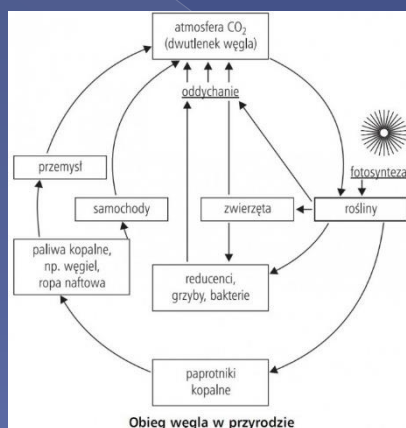 atmosfera CO₂
(dwutlenek węgla)
oddychanie
fotosynteza
przemysł
samochody
zwierzęta
rośliny
paliwa kopalne,
np. węgiel,
ropa naftowa
reducenci,
grzyby, bakterie
paprotniki
kopalne
Obieg węgla w przyrodzie